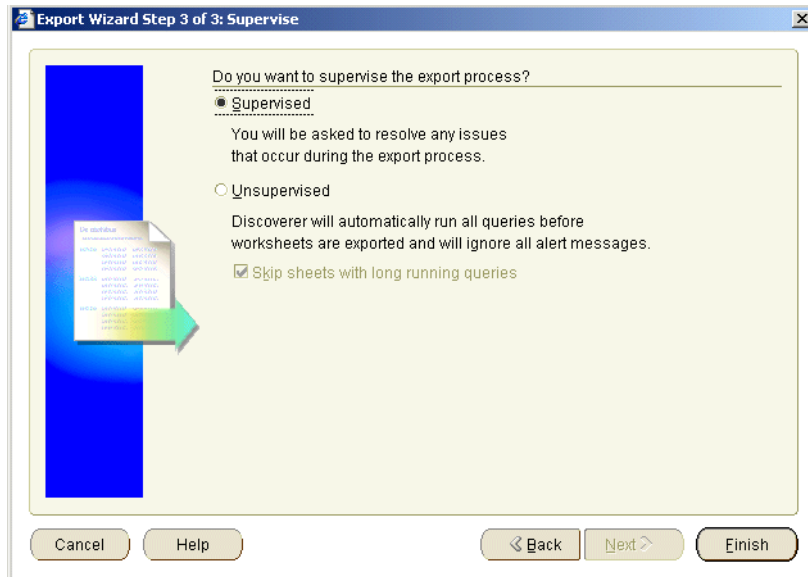 Export Wizard Step 3 of 3: Supervise
Do you want to supervise the export process?
Supervised
You will be asked to resolve any issues
that occur during the export process.
Unsupervised
Discoverer will automatically run all queries before
worksheets are exported and will ignore all alert messages.
Skip sheets with long running queries
Cancel Help Back Next Finish